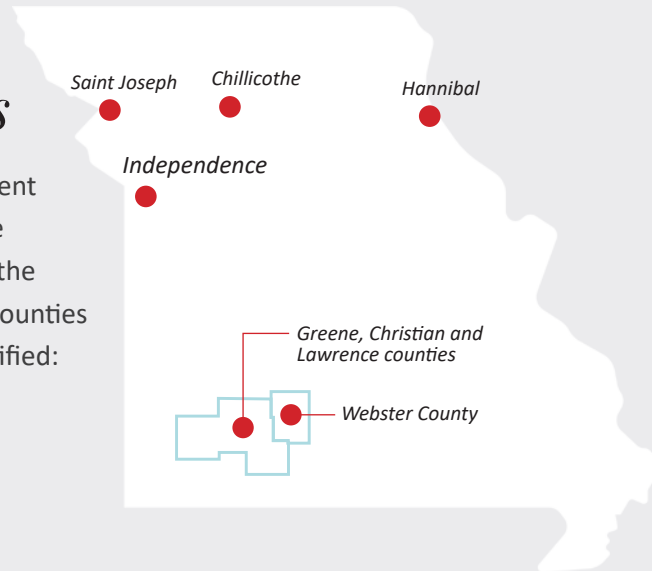 s
ent
e
the
ounties
ified:
Saint Joseph
Chillicothe
Hannibal
Independence
Greene, Christian and
Lawrence counties
Webster County